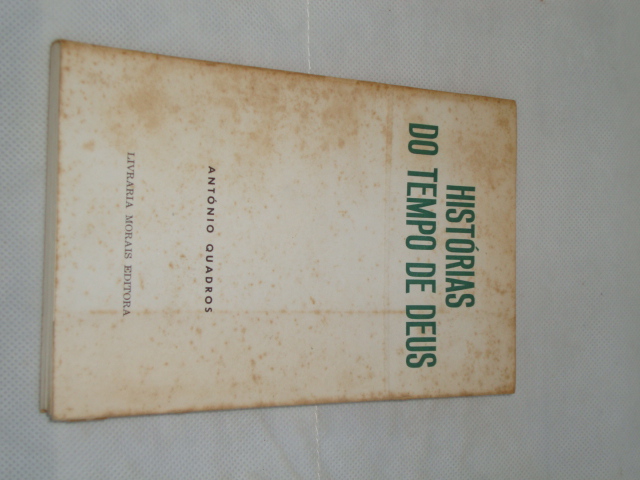 HISTÓRIAS
DO TEMPO DE DEUS
ANTÓNIO QUADROS
LIVRARIA MORAIS EDITORA